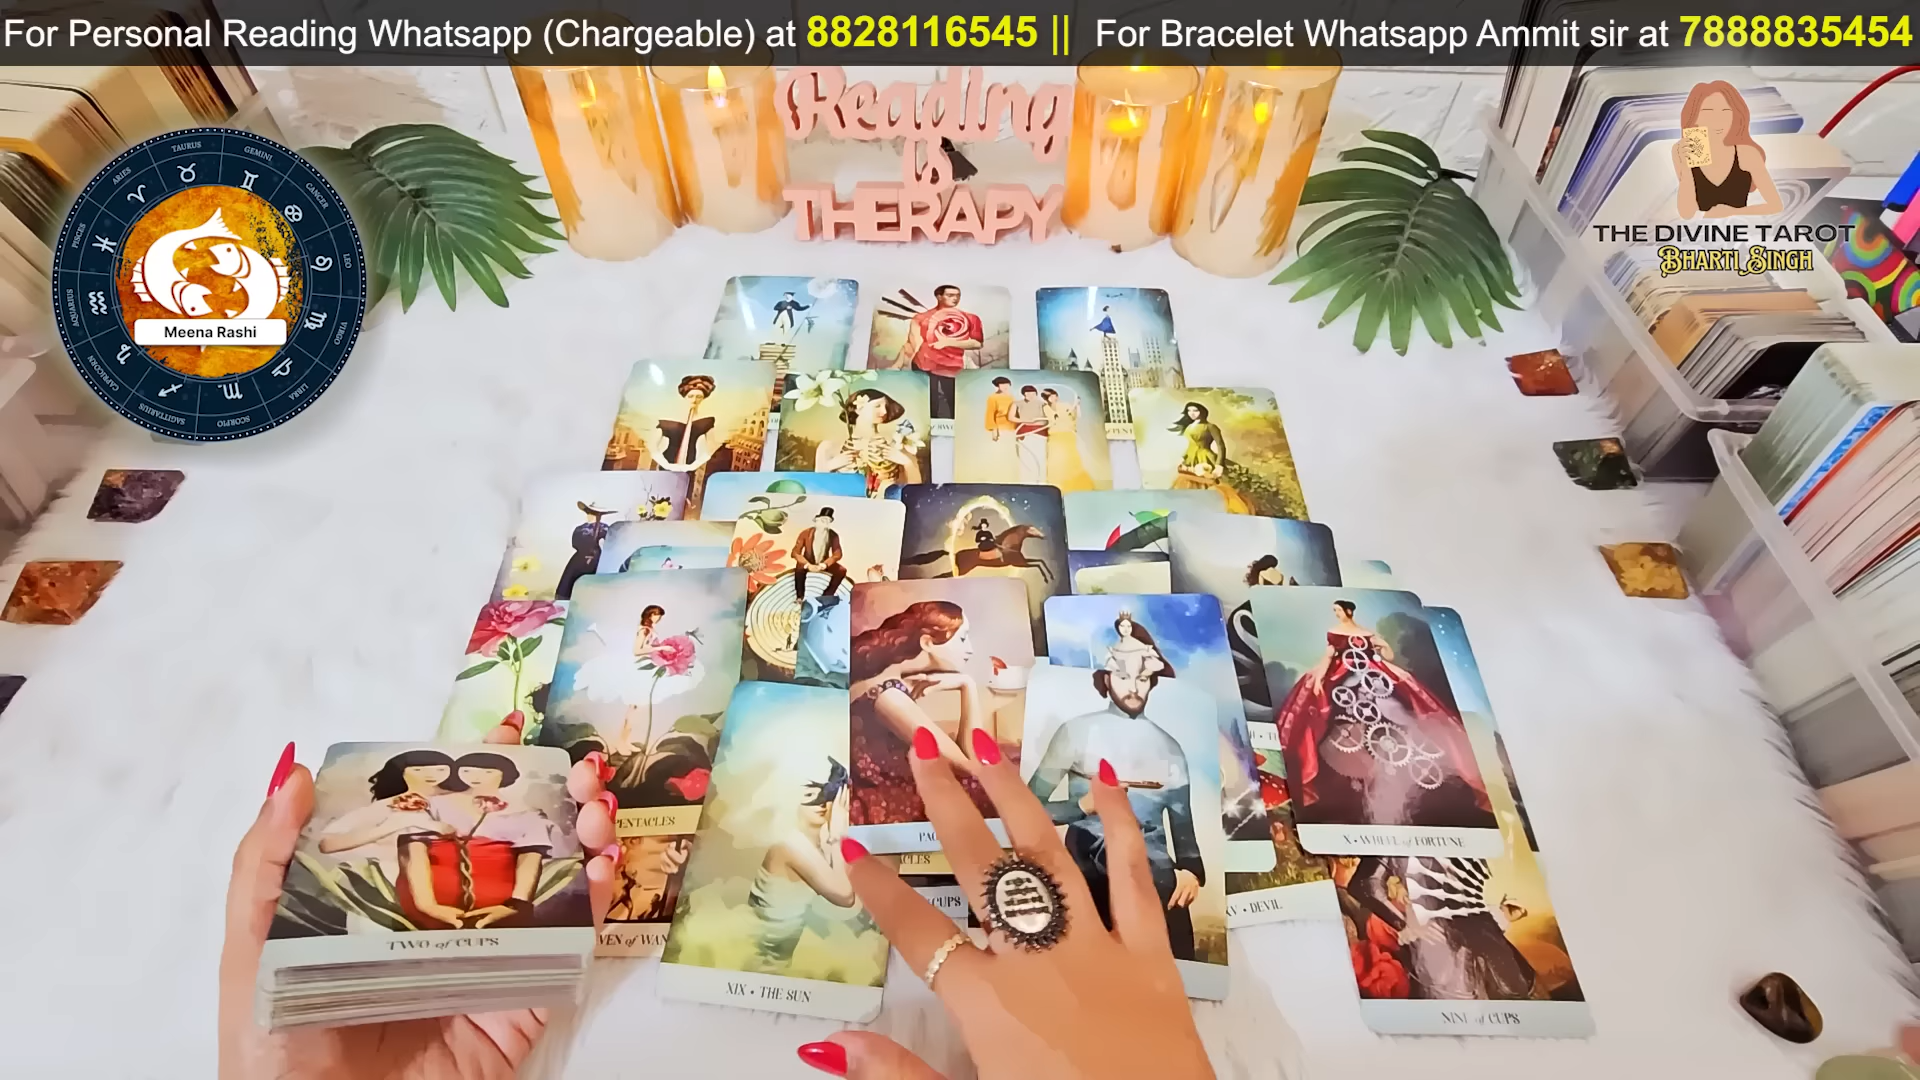 For Personal Reading Whatsapp (Chargeable) at 8828116545 || For Bracelet Whatsapp Ammit sir at 7888835454
Reading
is
THERAPY
THE DIVINE TAROT
BHARTI SINGH
TAURUS
GEMINI
ARIES
CANCER
PISCES
LEO
AQUARIUS
VIRGO
CAPRICORN
LIBRA
SAGITTARIUS
SCORPIO
Meena Rashi
PENTACLES
X • WHEEL of FORTUNE
CUPS
XV • DEVIL
TWO of CUPS
XIX • THE SUN
NINE of CUPS